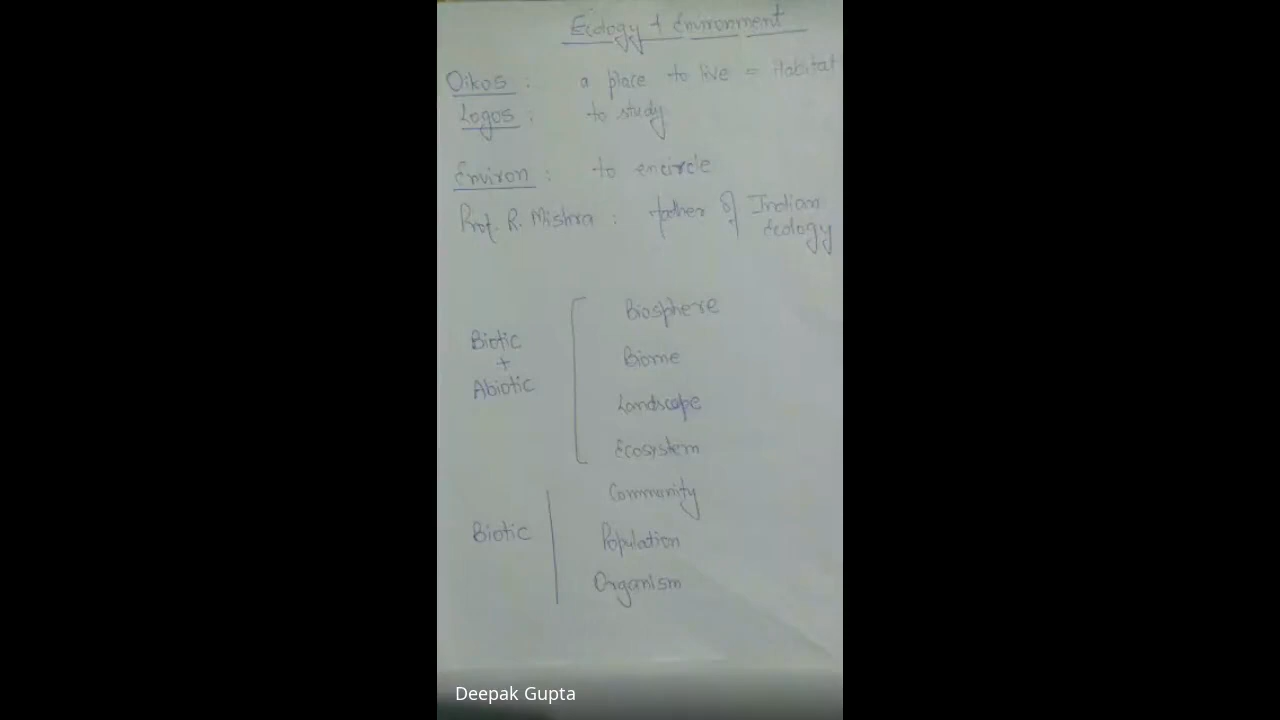 Ecology + Environment
Oikos : a place to live = Habitat
Logos : to study
Environ : to encircle
Prof. R. Mishra : father of Indian
Ecology
Biotic
+
Abiotic
Biosphere
Biome
Landscape
Ecosystem
Biotic
Community
Population
Organism
Deepak Gupta